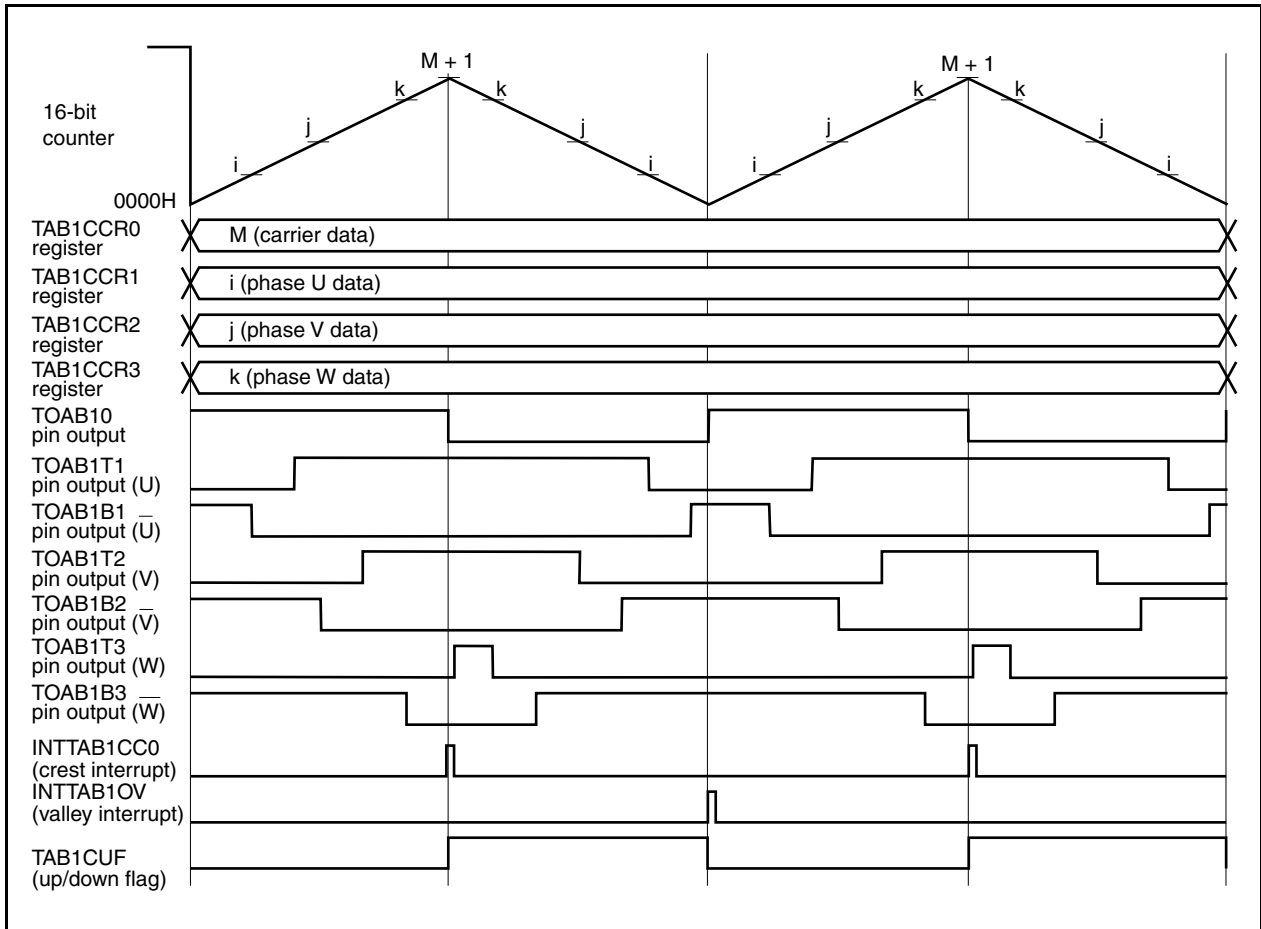 M + 1
M + 1
k
k
k
k
16-bit
counter
j
j
j
j
i
i
i
i
0000H
TAB1CCR0
register
M (carrier data)
TAB1CCR1
register
i (phase U data)
TAB1CCR2
register
j (phase V data)
TAB1CCR3
register
k (phase W data)
TOAB10
pin output
TOAB1T1
pin output (U)
TOAB1B1
pin output (U̅)
TOAB1T2
pin output (V)
TOAB1B2
pin output (V̅)
TOAB1T3
pin output (W)
TOAB1B3
pin output (W̅)
INTTAB1CC0
(crest interrupt)
INTTAB1OV
(valley interrupt)
TAB1CUF
(up/down flag)